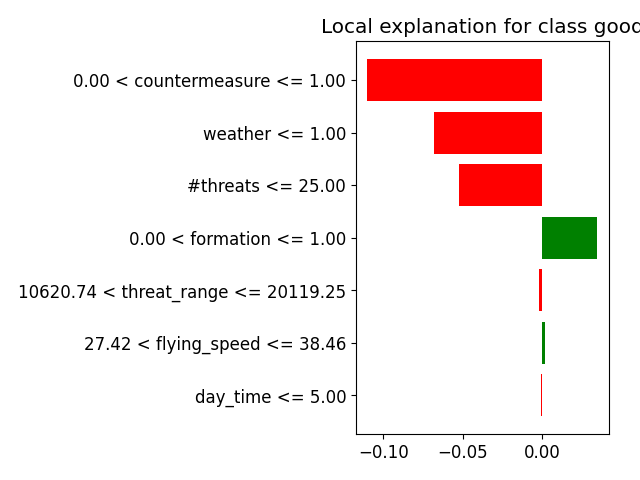 Local explanation for class good
0.00 < countermeasure <= 1.00
weather <= 1.00
#threats <= 25.00
0.00 < formation <= 1.00
10620.74 < threat_range <= 20119.25
27.42 < flying_speed <= 38.46
day_time <= 5.00
−0.10 −0.05 0.00